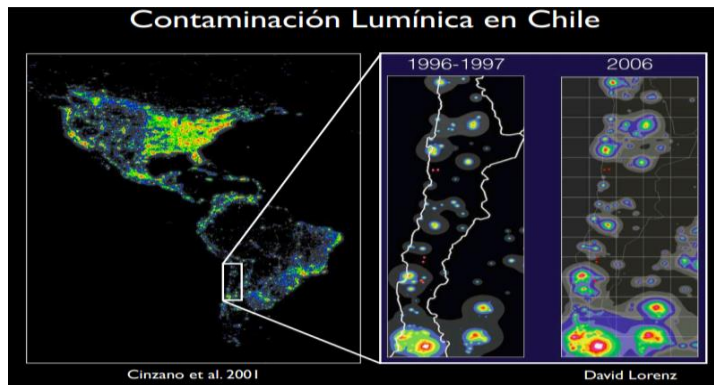 Contaminación Lumínica en Chile
1996-1997
2006
Cinzano et al. 2001
David Lorenz